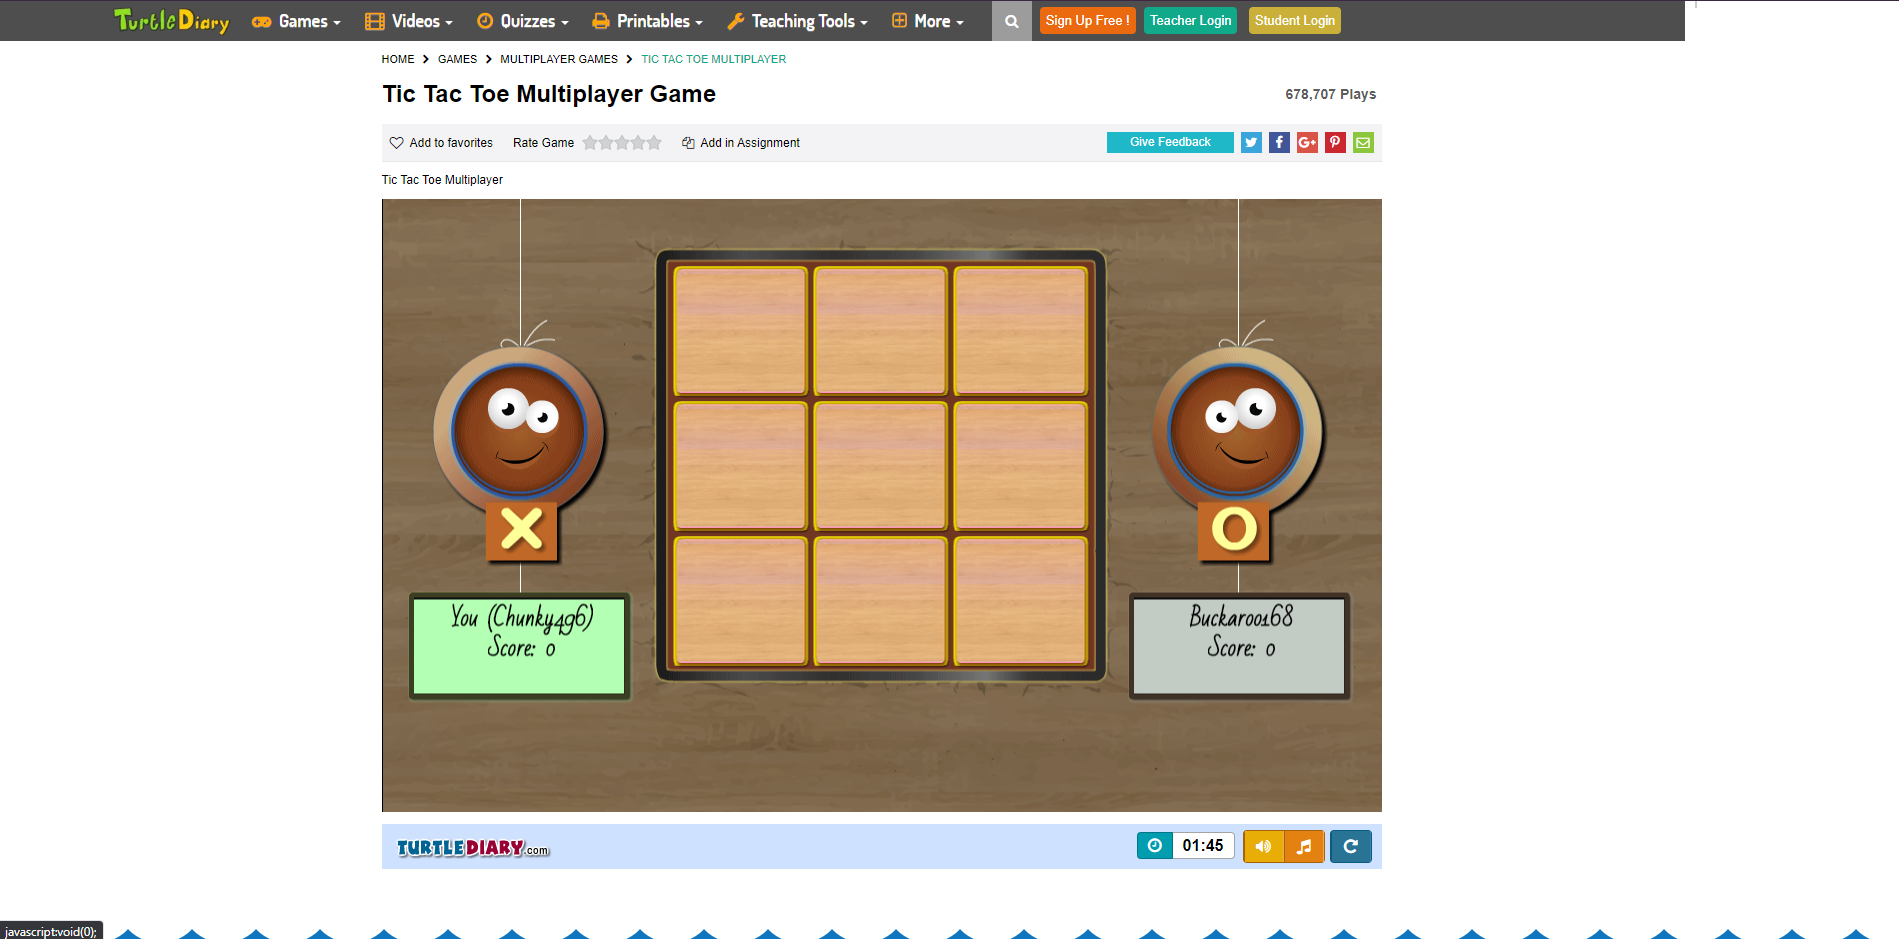 TurtleDiary Games Videos Quizzes Printables Teaching Tools More Sign Up Free ! Teacher Login Student Login
HOME GAMES MULTIPLAYER GAMES TIC TAC TOE MULTIPLAYER
Tic Tac Toe Multiplayer Game
678,707 Plays
Add to favorites Rate Game Add in Assignment Give Feedback
Tic Tac Toe Multiplayer
X
O
You (Chunky496)
Score: 0
Buckaroo168
Score: 0
TURTLEDIARY.com 01:45
javascript:void(0);